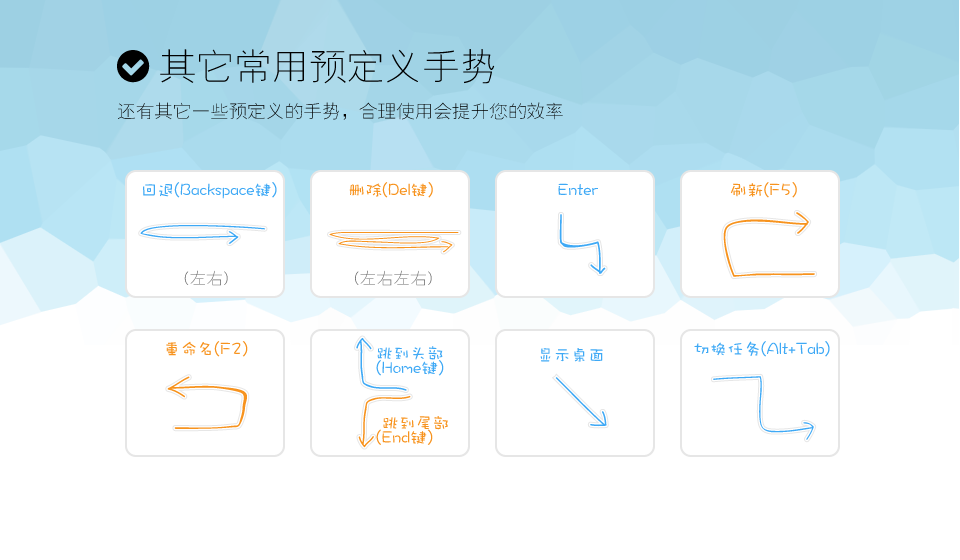 其它常用预定义手势
还有其它一些预定义的手势，合理使用会提升您的效率
回退(Backspace键)
(左右)
删除(Del键)
(左右左右)
Enter
刷新(F5)
重命名(F2)
跳到头部
(Home键)
跳到尾部
(End键)
显示桌面
切换任务(Alt+Tab)